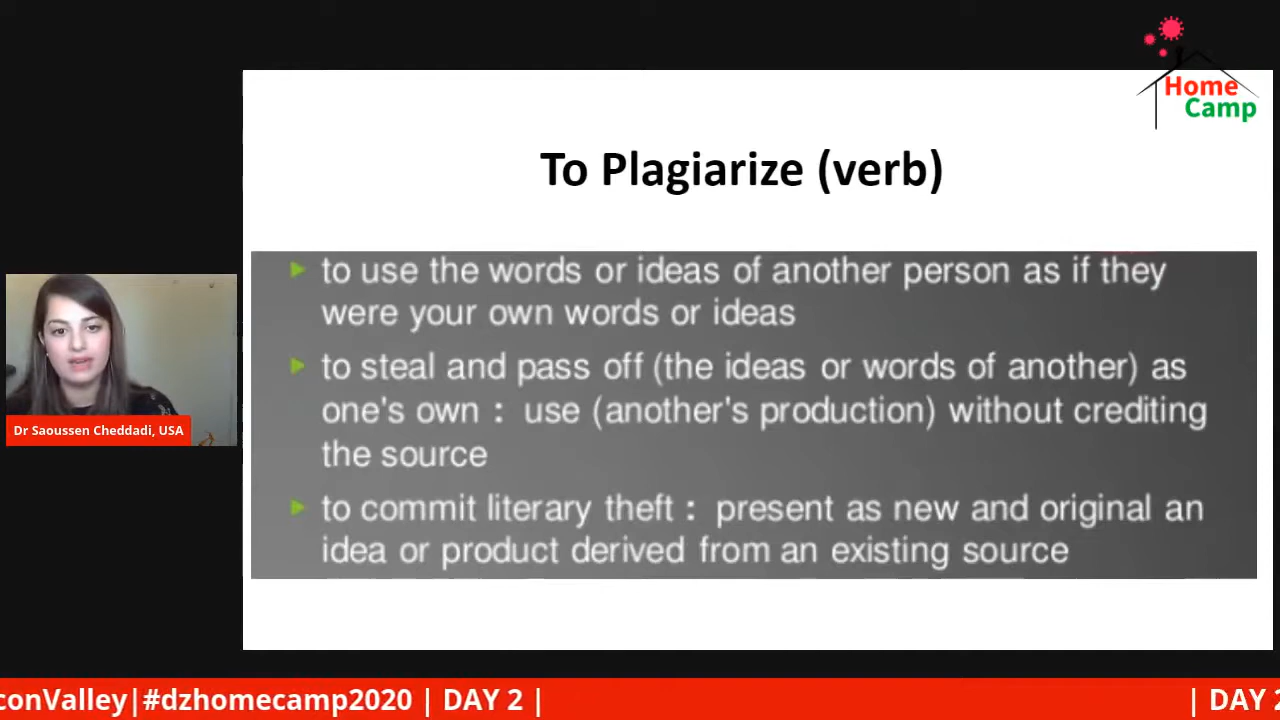 Home
Camp
To Plagiarize (verb)
to use the words or ideas of another person as if they
were your own words or ideas
to steal and pass off (the ideas or words of another) as
one's own : use (another's production) without crediting
the source
to commit literary theft : present as new and original an
idea or product derived from an existing source
Dr Saoussen Cheddadi, USA
conValley|#dzhomecamp2020 | DAY 2 |
| DAY 2